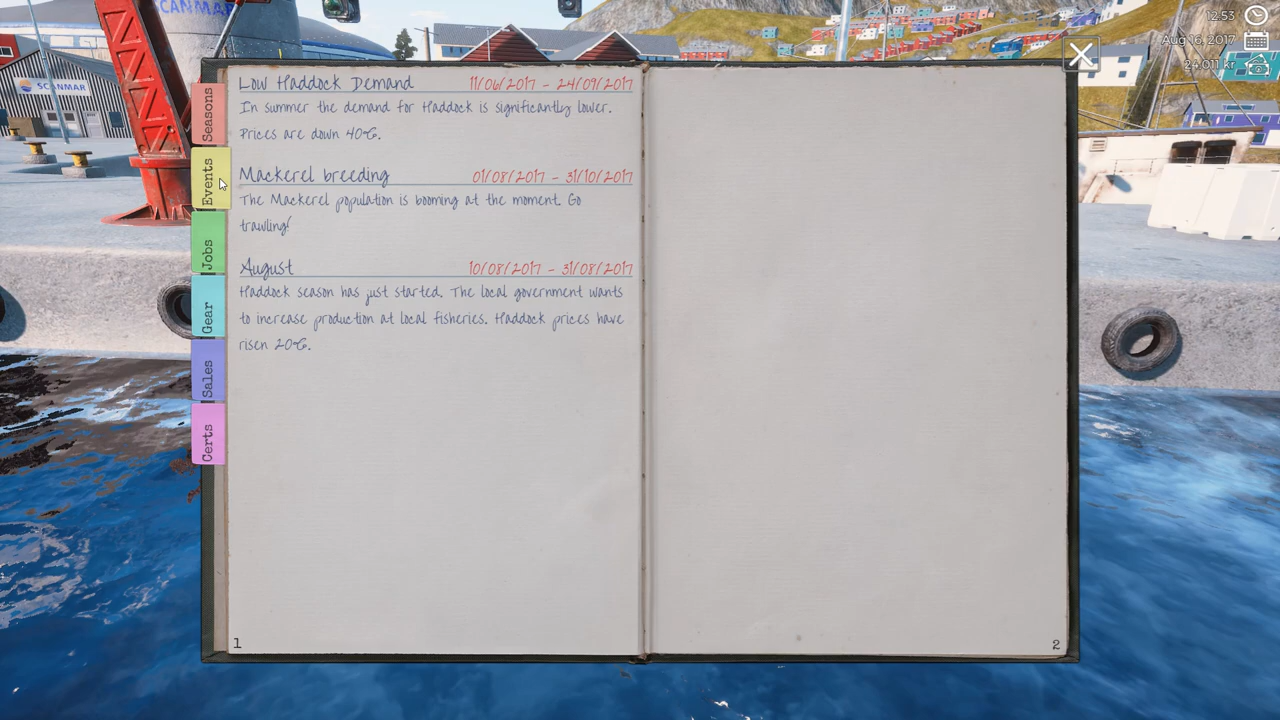 SCANMAR
SCANMAR
12.53
Aug 16, 2017
24.011 kr
Seasons
Events
Jobs
Gear
Sales
Certs
Low Haddock Demand 11/06/2017 - 24/09/2017
In summer the demand for Haddock is significantly lower.
Prices are down 40%.
Mackerel breeding 01/08/2017 - 31/10/2017
The Mackerel population is booming at the moment. Go
trawling!
August 10/08/2017 - 31/08/2017
Haddock season has just started. The local government wants
to increase production at local fisheries. Haddock prices have
risen 20%.
1
2